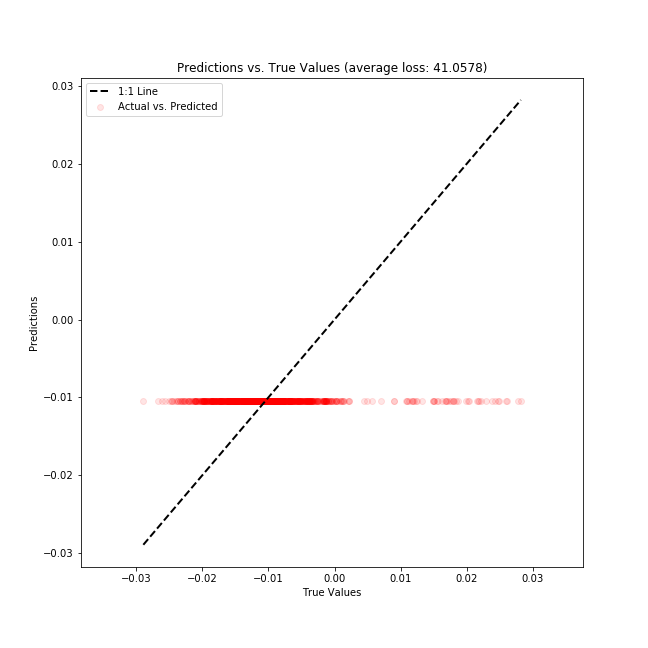 Predictions vs. True Values (average loss: 41.0578)
1:1 Line
Actual vs. Predicted
0.03
0.02
0.01
0.00
−0.01
−0.02
−0.03
Predictions
−0.03 −0.02 −0.01 0.00 0.01 0.02 0.03
True Values